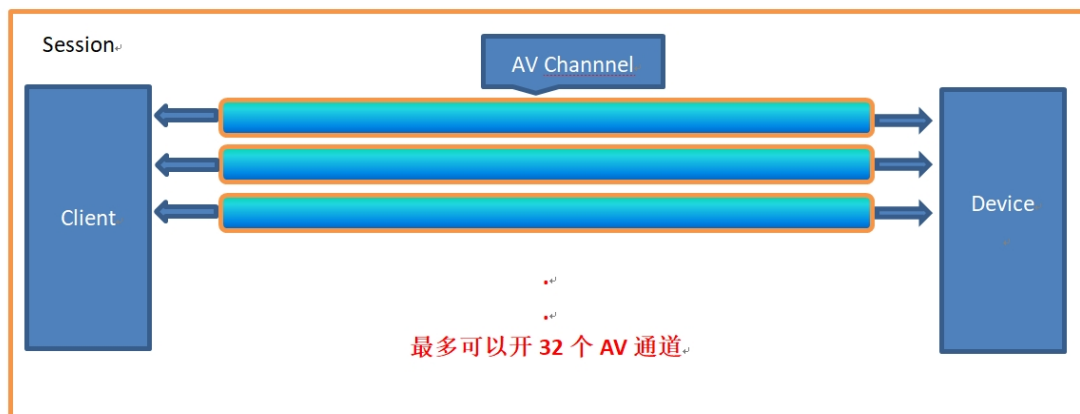 Session
AV Channnel
Client
Device
.
.
最多可以开 32 个 AV 通道